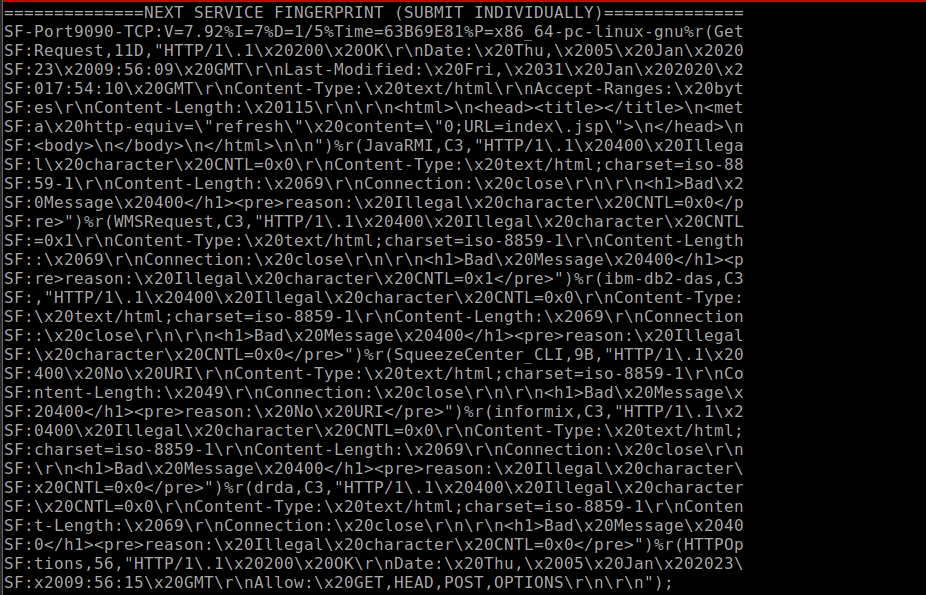 ==============NEXT SERVICE FINGERPRINT (SUBMIT INDIVIDUALLY)==============
SF-Port9090-TCP:V=7.92%I=7%D=1/5%Time=63B69E81%P=x86_64-pc-linux-gnu%r(Get
SF:Request,11D,"HTTP/1\.1\x20200\x20OK\r\nDate:\x20Thu,\x2005\x20Jan\x2020
SF:23\x2009:56:09\x20GMT\r\nLast-Modified:\x20Fri,\x2031\x20Jan\x202020\x2
SF:017:54:10\x20GMT\r\nContent-Type:\x20text/html\r\nAccept-Ranges:\x20byt
SF:es\r\nContent-Length:\x20115\r\n\r\n<html>\n<head><title></title>\n<met
SF:a\x20http-equiv=\"refresh\"\x20content=\"0;URL=index\.jsp\">\n</head>\n
SF:<body>\n</body>\n</html>\n\n")%r(JavaRMI,C3,"HTTP/1\.1\x20400\x20Illega
SF:l\x20character\x20CNTL=0x0\r\nContent-Type:\x20text/html;charset=iso-88
SF:59-1\r\nContent-Length:\x2069\r\nConnection:\x20close\r\n\r\n<h1>Bad\x2
SF:0Message\x20400</h1><pre>reason:\x20Illegal\x20character\x20CNTL=0x0</p
SF:re>")%r(WMSRequest,C3,"HTTP/1\.1\x20400\x20Illegal\x20character\x20CNTL
SF:=0x1\r\nContent-Type:\x20text/html;charset=iso-8859-1\r\nContent-Length
SF::\x2069\r\nConnection:\x20close\r\n\r\n<h1>Bad\x20Message\x20400</h1><p
SF:re>reason:\x20Illegal\x20character\x20CNTL=0x1</pre>")%r(ibm-db2-das,C3
SF:,"HTTP/1\.1\x20400\x20Illegal\x20character\x20CNTL=0x0\r\nContent-Type:
SF:\x20text/html;charset=iso-8859-1\r\nContent-Length:\x2069\r\nConnection
SF::\x20close\r\n\r\n<h1>Bad\x20Message\x20400</h1><pre>reason:\x20Illegal
SF:\x20character\x20CNTL=0x0</pre>")%r(SqueezeCenter_CLI,9B,"HTTP/1\.1\x20
SF:400\x20No\x20URI\r\nContent-Type:\x20text/html;charset=iso-8859-1\r\nCo
SF:ntent-Length:\x2049\r\nConnection:\x20close\r\n\r\n<h1>Bad\x20Message\x
SF:20400</h1><pre>reason:\x20No\x20URI</pre>")%r(informix,C3,"HTTP/1\.1\x2
SF:0400\x20Illegal\x20character\x20CNTL=0x0\r\nContent-Type:\x20text/html;
SF:charset=iso-8859-1\r\nContent-Length:\x2069\r\nConnection:\x20close\r\n
SF:\r\n<h1>Bad\x20Message\x20400</h1><pre>reason:\x20Illegal\x20character\
SF:x20CNTL=0x0</pre>")%r(drda,C3,"HTTP/1\.1\x20400\x20Illegal\x20character
SF:\x20CNTL=0x0\r\nContent-Type:\x20text/html;charset=iso-8859-1\r\nConten
SF:t-Length:\x2069\r\nConnection:\x20close\r\n\r\n<h1>Bad\x20Message\x2040
SF:0</h1><pre>reason:\x20Illegal\x20character\x20CNTL=0x0</pre>")%r(HTTPOp
SF:tions,56,"HTTP/1\.1\x20200\x20OK\r\nDate:\x20Thu,\x2005\x20Jan\x202023\
SF:x2009:56:15\x20GMT\r\nAllow:\x20GET,HEAD,POST,OPTIONS\r\n\r\n");